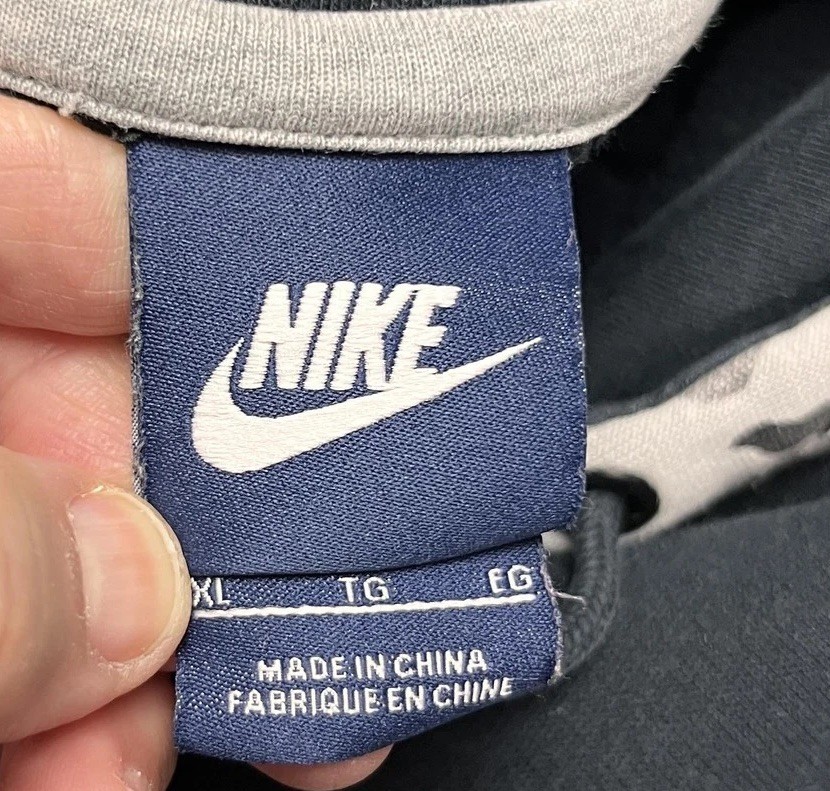 NIKE
XL TG EG
MADE IN CHINA
FABRIQUE EN CHINE